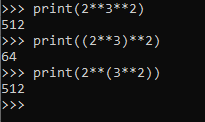 >>> print(2**3**2)
512
>>> print((2**3)**2)
64
>>> print(2**(3**2))
512
>>>